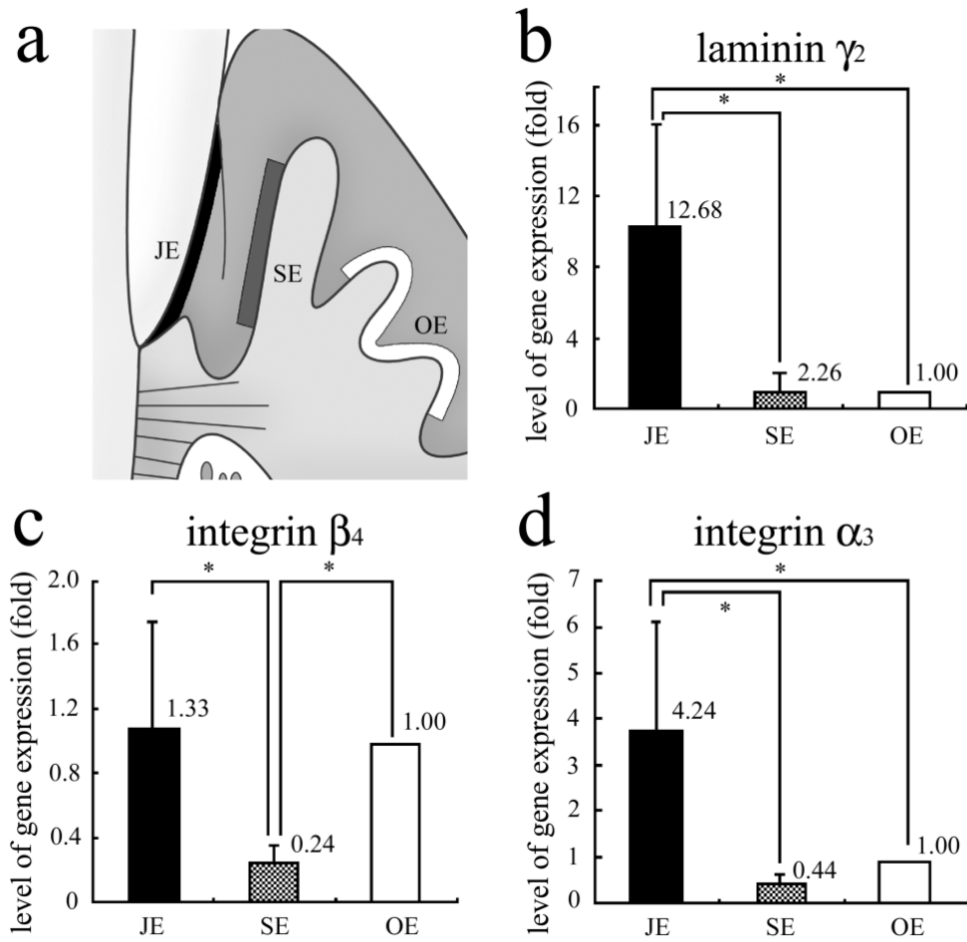 a
JE
SE
OE
b
laminin γ2
level of gene expression (fold)
16
12
8
4
0
*
*
12.68
2.26
1.00
JE
SE
OE
c
integrin β4
level of gene expression (fold)
2.0
1.6
1.2
0.8
0.4
0
*
*
1.33
0.24
1.00
JE
SE
OE
d
integrin α3
level of gene expression (fold)
7
6
5
4
3
2
1
0
*
*
4.24
0.44
1.00
JE
SE
OE